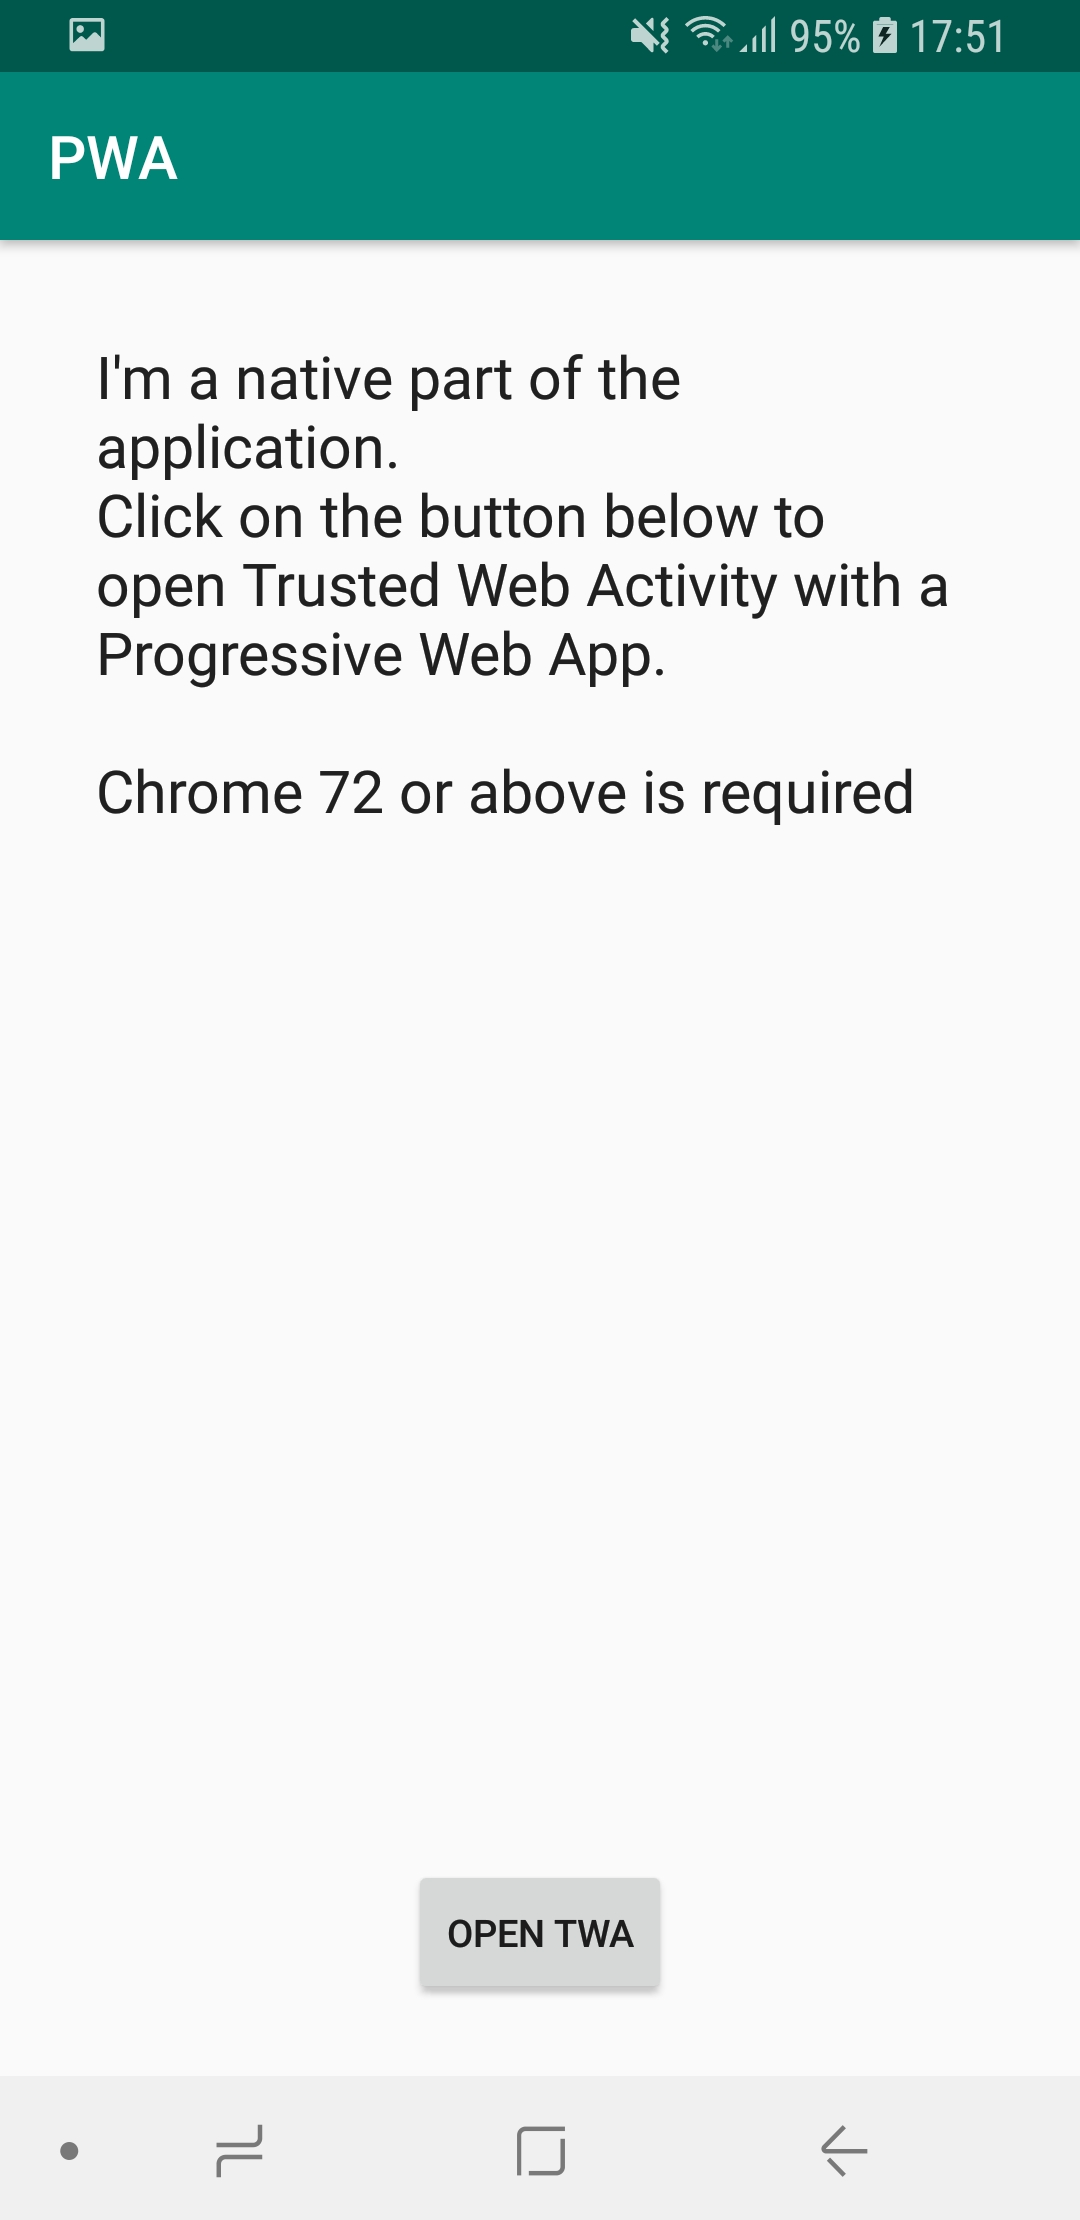 95% 17:51
PWA
I'm a native part of the
application.
Click on the button below to
open Trusted Web Activity with a
Progressive Web App.
Chrome 72 or above is required
OPEN TWA